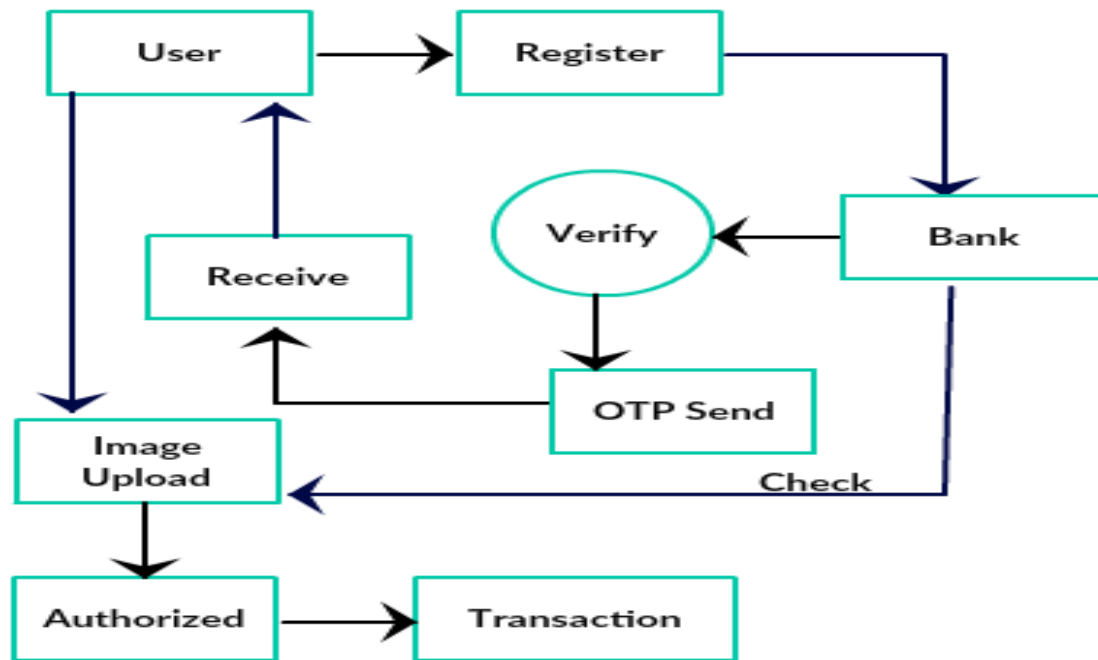 User
Register
Verify
Bank
Receive
OTP Send
Image
Upload
Check
Authorized
Transaction